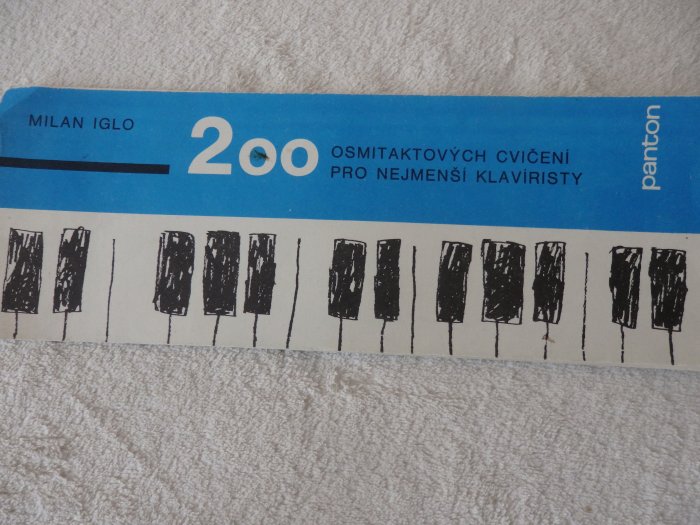 MILAN IGLO
200
OSMITAKTOVÝCH CVIČENÍ
PRO NEJMENŠÍ KLAVÍRISTY
panton